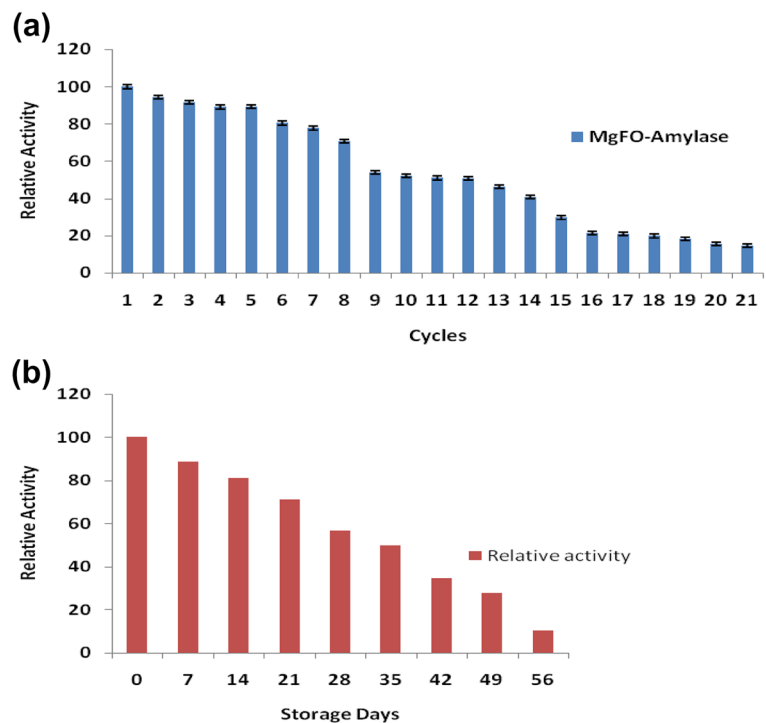 (a)
120
100
80
60
40
20
0
Relative Activity
MgFO-Amylase
1 2 3 4 5 6 7 8 9 10 11 12 13 14 15 16 17 18 19 20 21
Cycles
(b)
120
100
80
60
40
20
0
Relative Activity
Relative activity
0 7 14 21 28 35 42 49 56
Storage Days